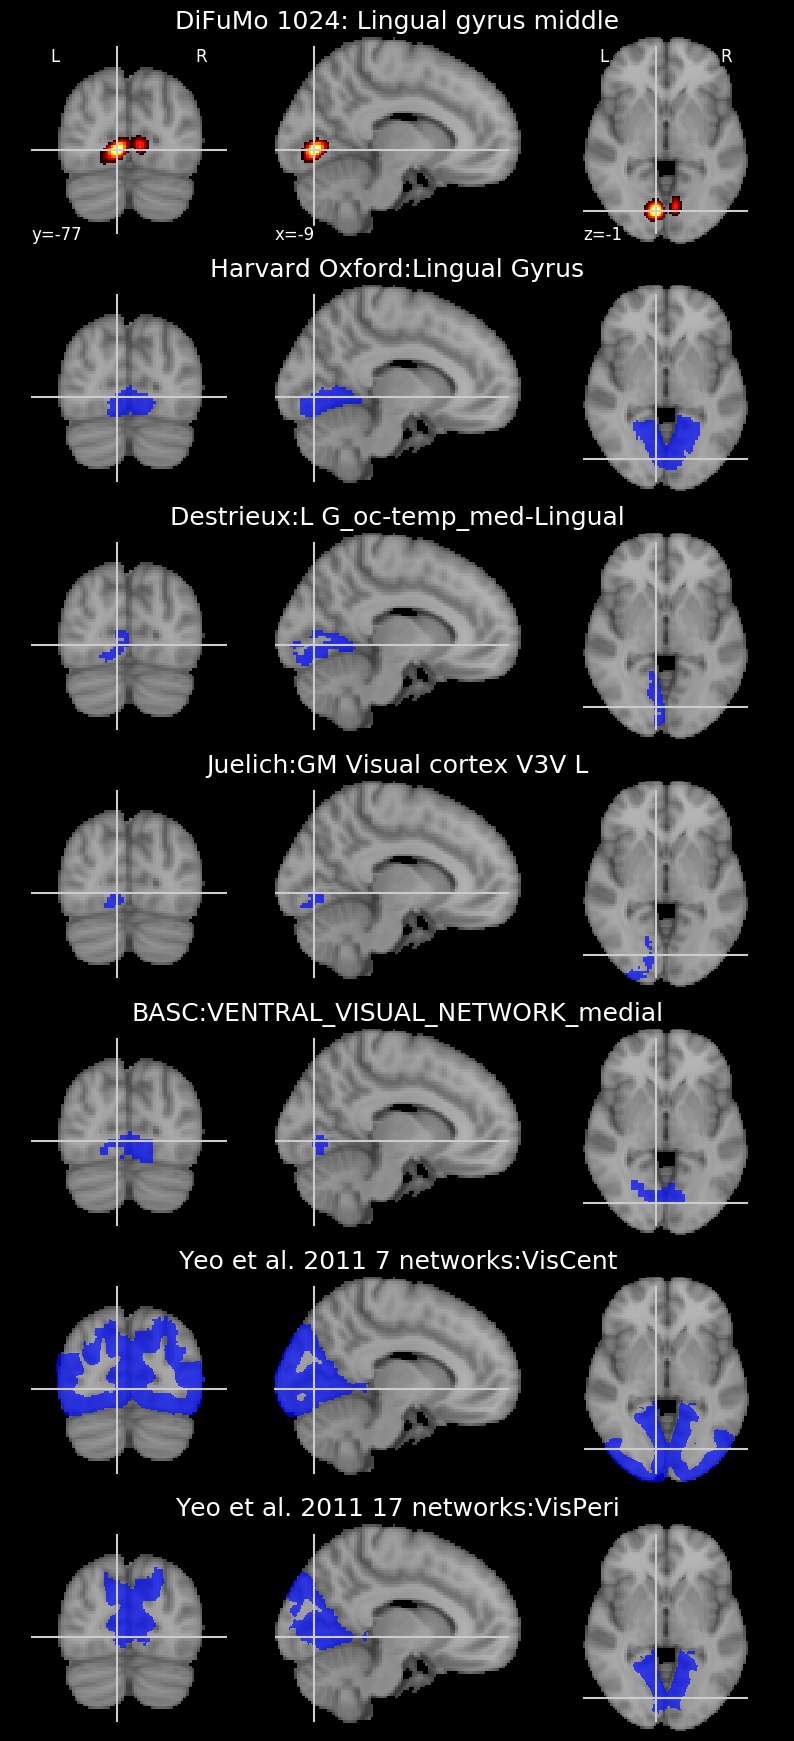 DiFuMo 1024: Lingual gyrus middle
L R L R
y=-77 x=-9 z=-1
Harvard Oxford:Lingual Gyrus
Destrieux:L G_oc-temp_med-Lingual
Juelich:GM Visual cortex V3V L
BASC:VENTRAL_VISUAL_NETWORK_medial
Yeo et al. 2011 7 networks:VisCent
Yeo et al. 2011 17 networks:VisPeri